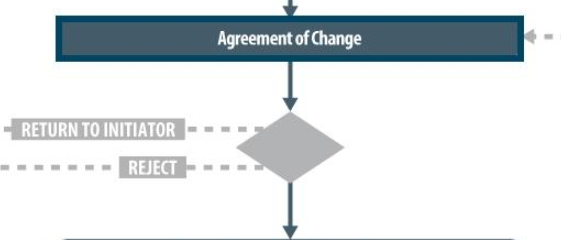 Agreement of Change
RETURN TO INITIATOR
REJECT